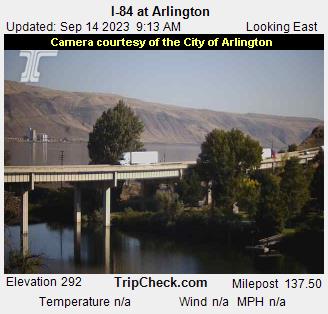 I-84 at Arlington
Updated: Sep 14 2023 9:13 AM Looking East
Camera courtesy of the City of Arlington
Elevation 292 TripCheck.com Milepost 137.50
Temperature n/a Wind n/a MPH n/a